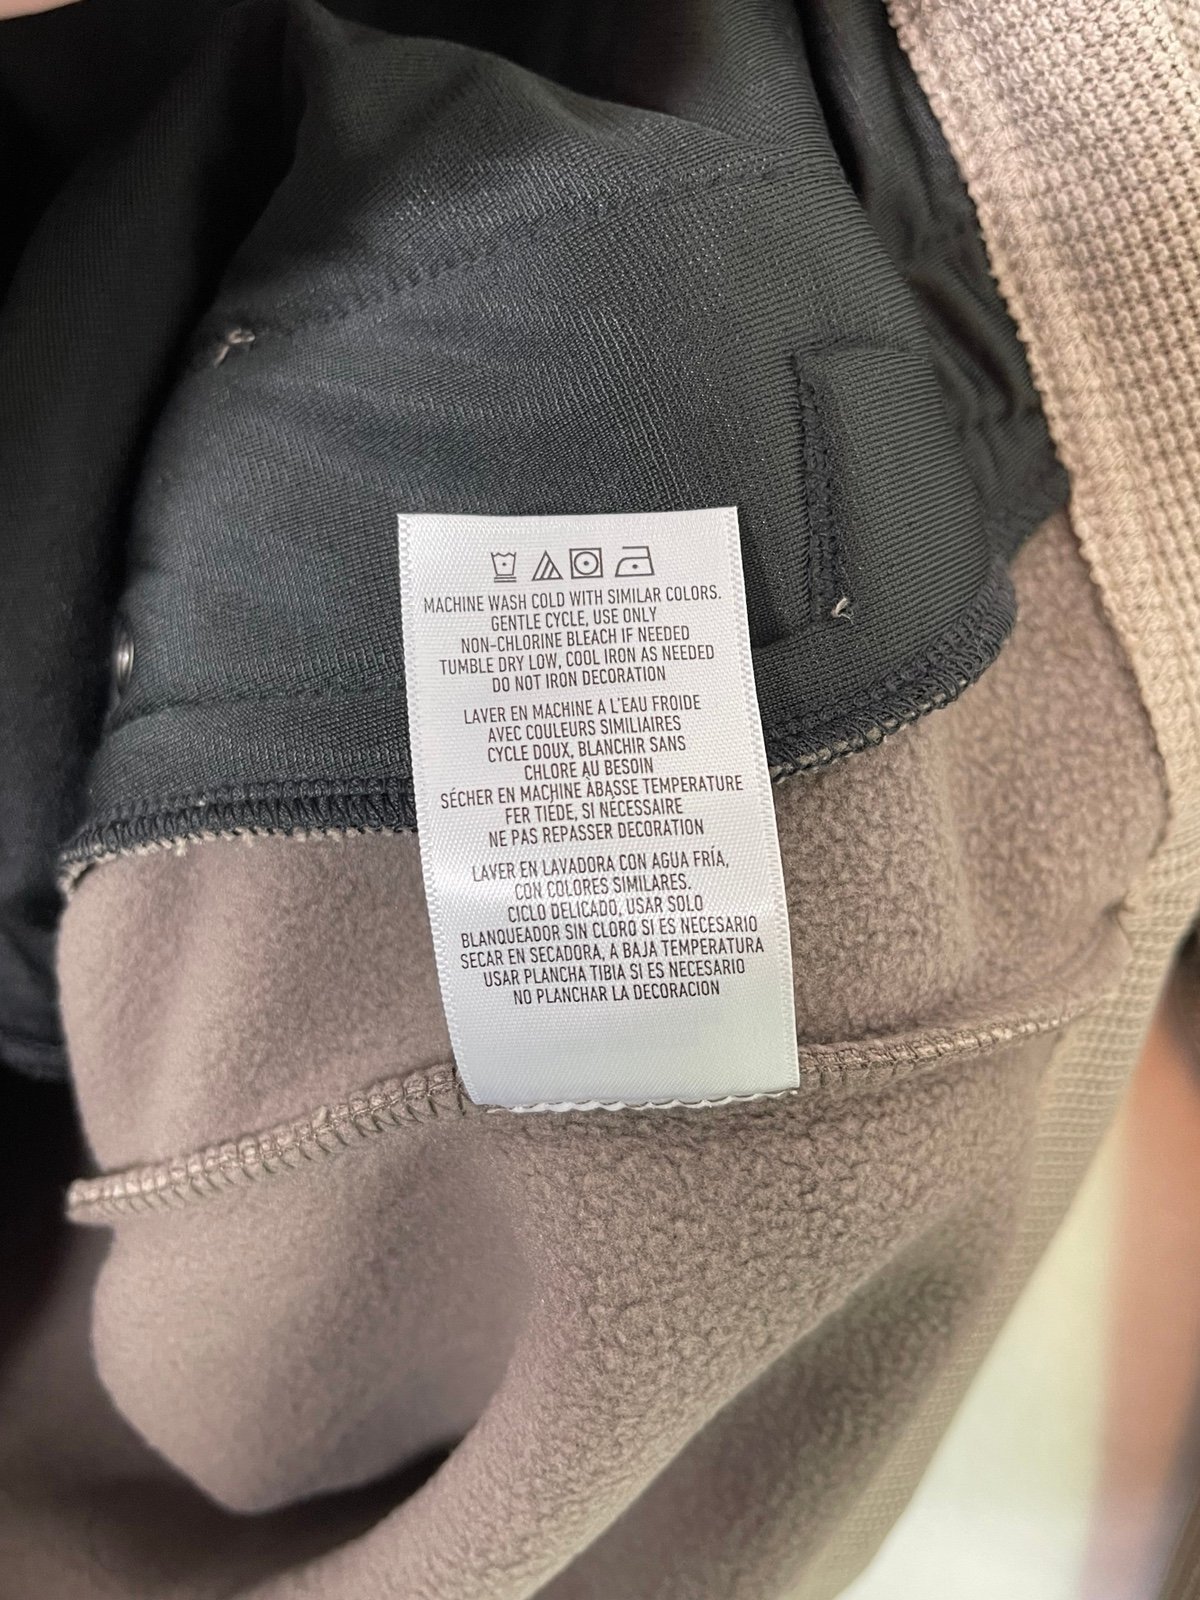 MACHINE WASH COLD WITH SIMILAR COLORS.
GENTLE CYCLE, USE ONLY
NON-CHLORINE BLEACH IF NEEDED
TUMBLE DRY LOW, COOL IRON AS NEEDED
DO NOT IRON DECORATION
LAVER EN MACHINE A L'EAU FROIDE
AVEC COULEURS SIMILIAIRES
CYCLE DOUX, BLANCHIR SANS
CHLORE AU BESOIN
SÉCHER EN MACHINE ÀBASSE TEMPERATURE
FER TIÉDE, SI NÉCESSAIRE
NE PAS REPASSER DECORATION
LAVER EN LAVADORA CON AGUA FRÍA,
CON COLORES SIMILARES.
CICLO DELICADO, USAR SOLO
BLANQUEADOR SIN CLORO SI ES NECESARIO
SECAR EN SECADORA, A BAJA TEMPERATURA
USAR PLANCHA TIBIA SI ES NECESARIO
NO PLANCHAR LA DECORACION